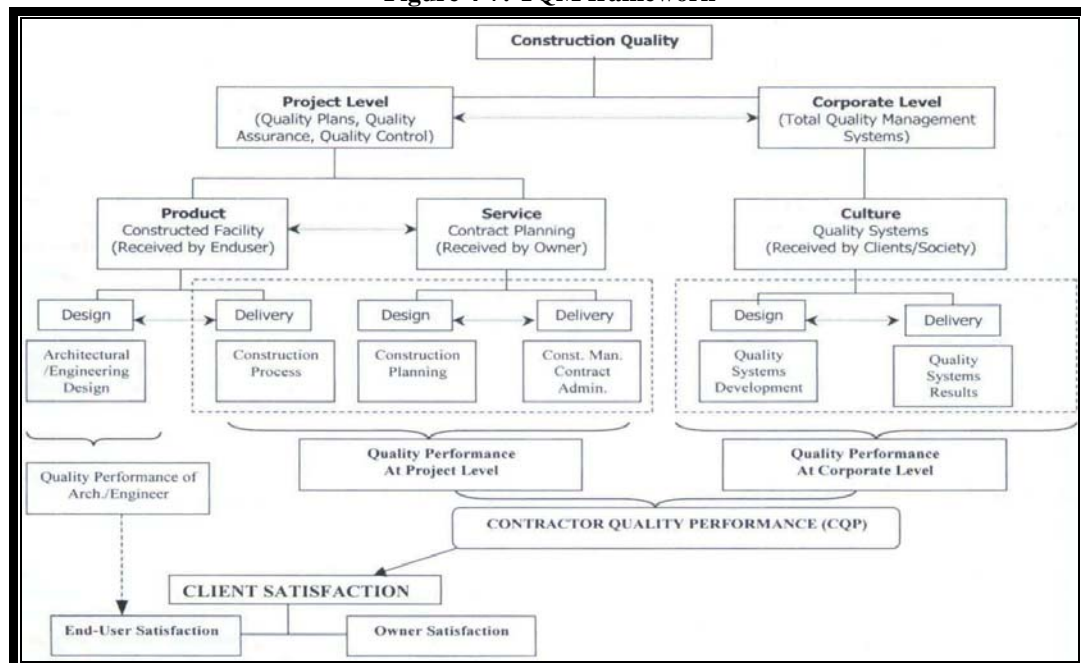 Figure TQM framework
Construction Quality
Project Level
(Quality Plans, Quality
Assurance, Quality Control)
Corporate Level
(Total Quality Management
Systems)
Product
Constructed Facility
(Received by Enduser)
Service
Contract Planning
(Received by Owner)
Culture
Quality Systems
(Received by Clients/Society)
Design
Delivery
Design
Delivery
Design
Delivery
Architectural
/Engineering
Design
Construction
Process
Construction
Planning
Const. Man.
Contract
Admin.
Quality
Systems
Development
Quality
Systems
Results
Quality Performance of
Arch./Engineer
Quality Performance
At Project Level
Quality Performance
At Corporate Level
CONTRACTOR QUALITY PERFORMANCE (CQP)
CLIENT SATISFACTION
End-User Satisfaction
Owner Satisfaction